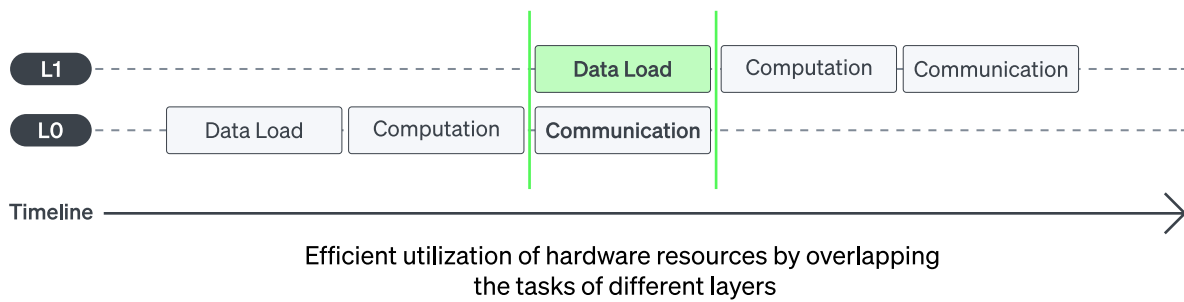 L1 Data Load Computation Communication
L0 Data Load Computation Communication
Timeline
Efficient utilization of hardware resources by overlapping
the tasks of different layers